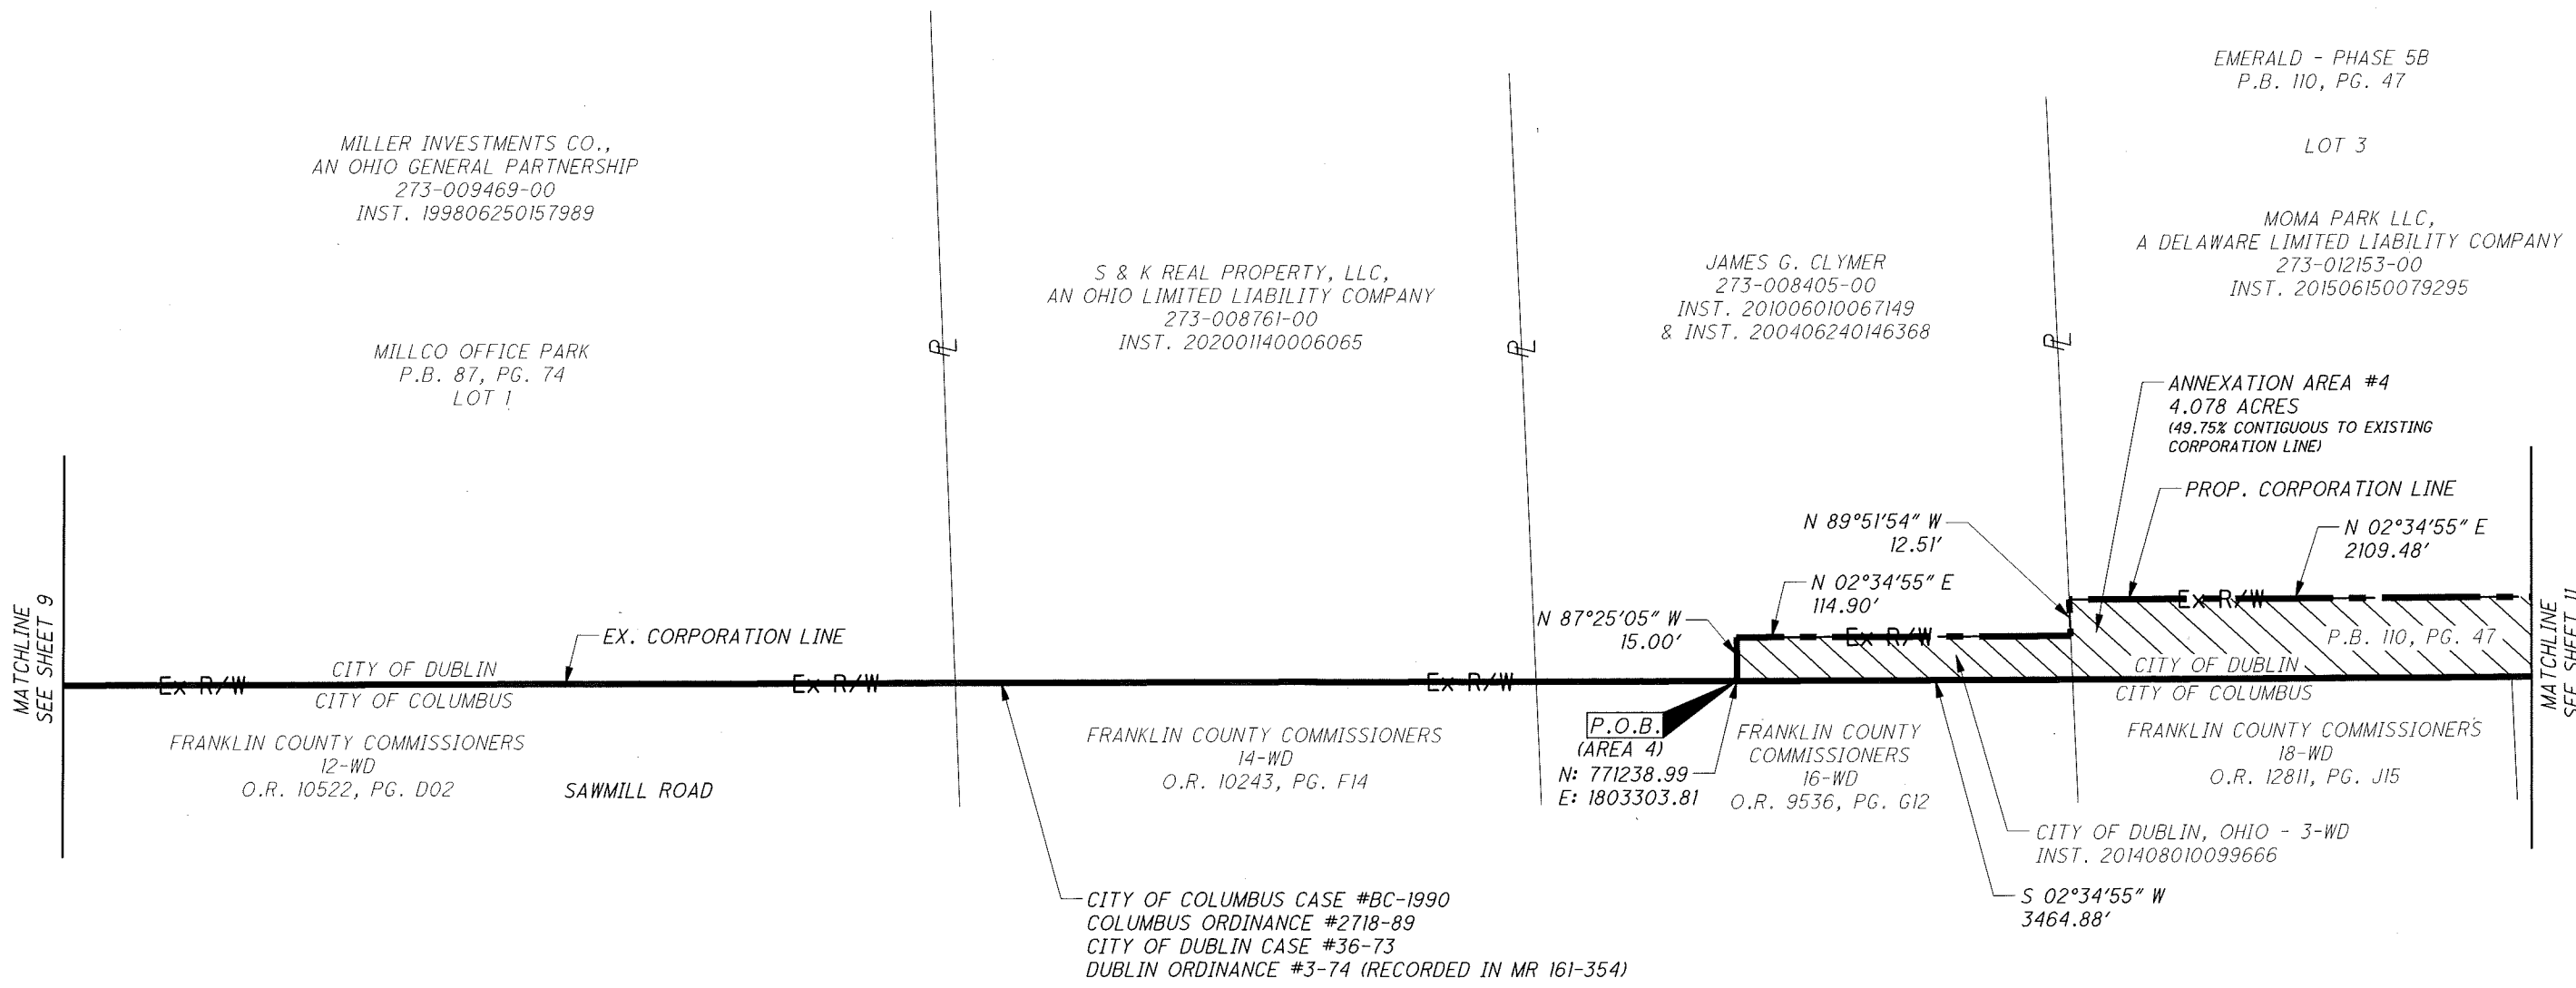 EMERALD - PHASE 5B
P.B. 110, PG. 47
LOT 3
MILLER INVESTMENTS CO.,
AN OHIO GENERAL PARTNERSHIP
273-009469-00
INST. 199806250157989
MILLCO OFFICE PARK
P.B. 87, PG. 74
LOT 1
S & K REAL PROPERTY, LLC,
AN OHIO LIMITED LIABILITY COMPANY
273-008761-00
INST. 202001140006065
JAMES G. CLYMER
273-008405-00
INST. 201006010067149
& INST. 200406240146368
MOMA PARK LLC,
A DELAWARE LIMITED LIABILITY COMPANY
273-012153-00
INST. 201506150079295
PL
PL
PL
ANNEXATION AREA #4
4.078 ACRES
(49.75% CONTIGUOUS TO EXISTING
CORPORATION LINE)
PROP. CORPORATION LINE
N 02°34'55" E
2109.48'
N 89°51'54" W
12.51'
N 02°34'55" E
114.90'
N 87°25'05" W
15.00'
MATCHLINE
SEE SHEET 9
EX. CORPORATION LINE
CITY OF DUBLIN
CITY OF COLUMBUS
Ex R/W
Ex R/W
Ex R/W
Ex R/W
Ex R/W
P.B. 110, PG. 47
CITY OF DUBLIN
CITY OF COLUMBUS
MATCHLINE
SEE SHEET 11
FRANKLIN COUNTY COMMISSIONERS
12-WD
O.R. 10522, PG. D02
SAWMILL ROAD
FRANKLIN COUNTY COMMISSIONERS
14-WD
O.R. 10243, PG. F14
P.O.B.
(AREA 4)
N: 771238.99
E: 1803303.81
FRANKLIN COUNTY
COMMISSIONERS
16-WD
O.R. 9536, PG. G12
FRANKLIN COUNTY COMMISSIONERS
18-WD
O.R. 12811, PG. J15
CITY OF DUBLIN, OHIO - 3-WD
INST. 201408010099666
S 02°34'55" W
3464.88'
CITY OF COLUMBUS CASE #BC-1990
COLUMBUS ORDINANCE #2718-89
CITY OF DUBLIN CASE #36-73
DUBLIN ORDINANCE #3-74 (RECORDED IN MR 161-354)